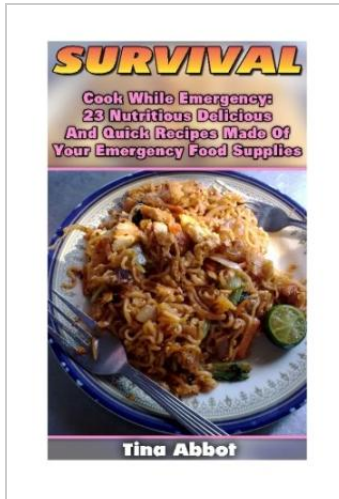 SURVIVAL
Cook While Emergency:
23 Nutritious Delicious
And Quick Recipes Made Of
Your Emergency Food Supplies
Tina Abbot